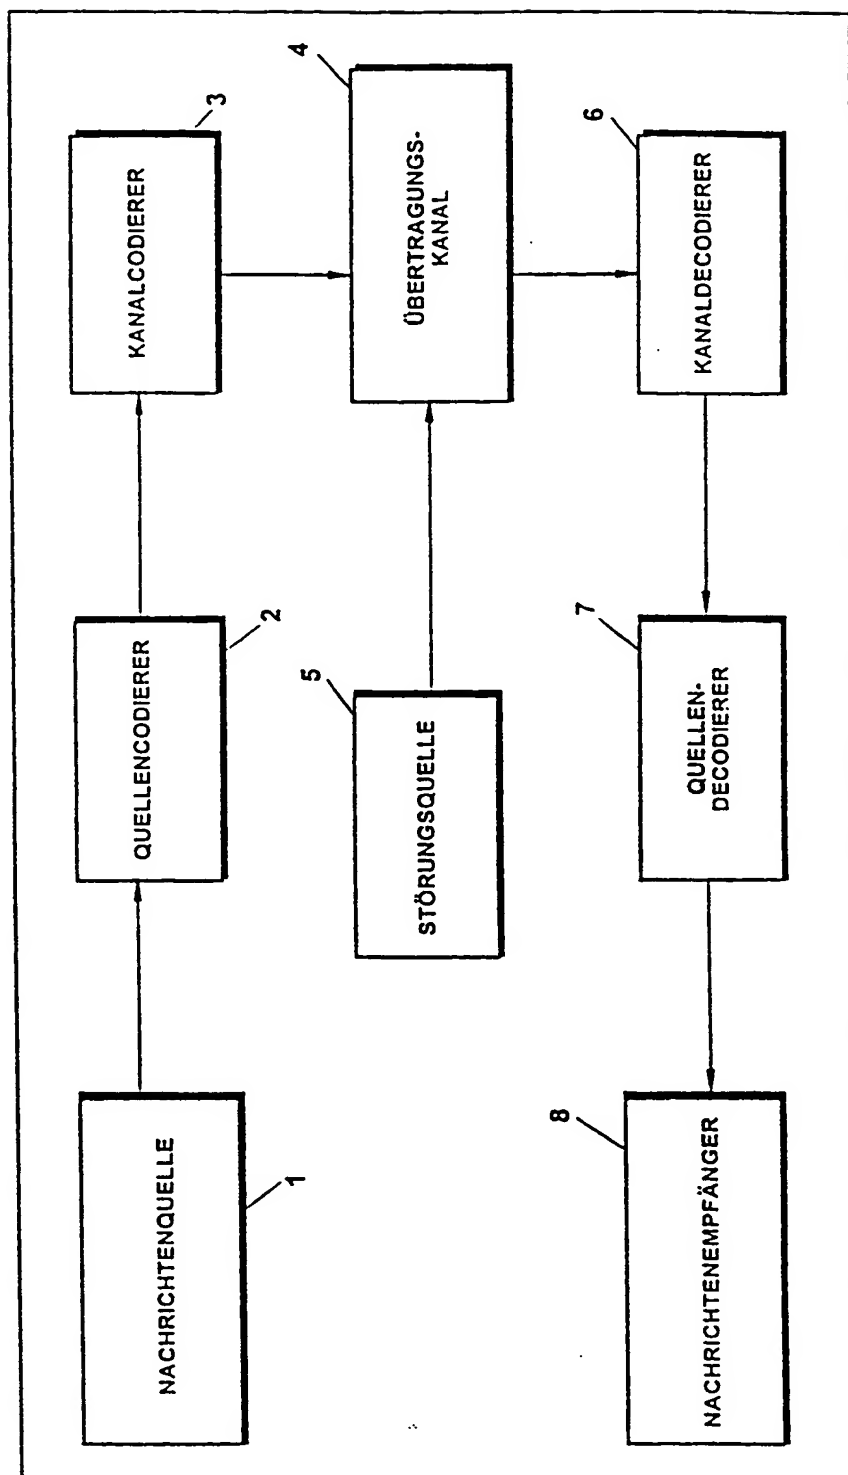 NACHRICHTENQUELLE
1
QUELLENCODIERER
2
KANALCODIERER
3
STÖRUNGSQUELLE
5
ÜBERTRAGUNGS-
KANAL
4
NACHRICHTENEMPFÄNGER
8
QUELLEN-
DECODIERER
7
KANALDECODIERER
6